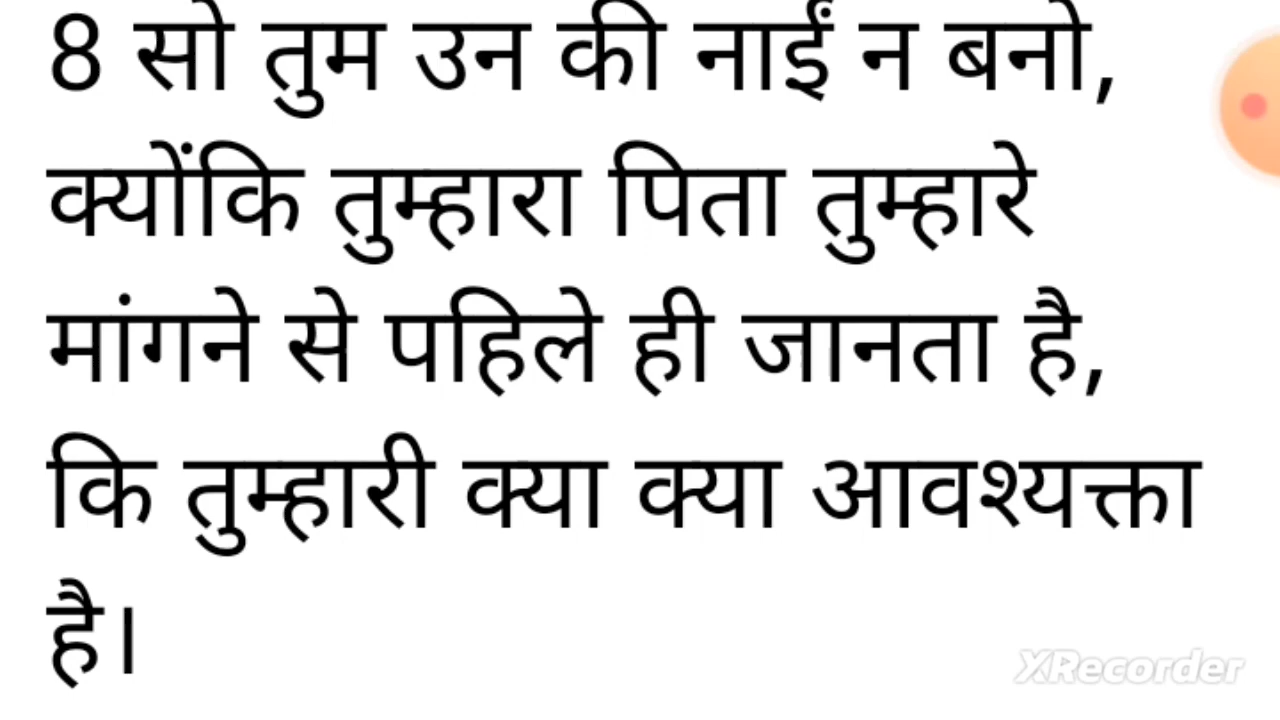 8 सो तुम उन की नाईं न बनो,
क्योंकि तुम्हारा पिता तुम्हारे
मांगने से पहिले ही जानता है,
कि तुम्हारी क्या क्या आवश्यक्ता
है।
XRecorder